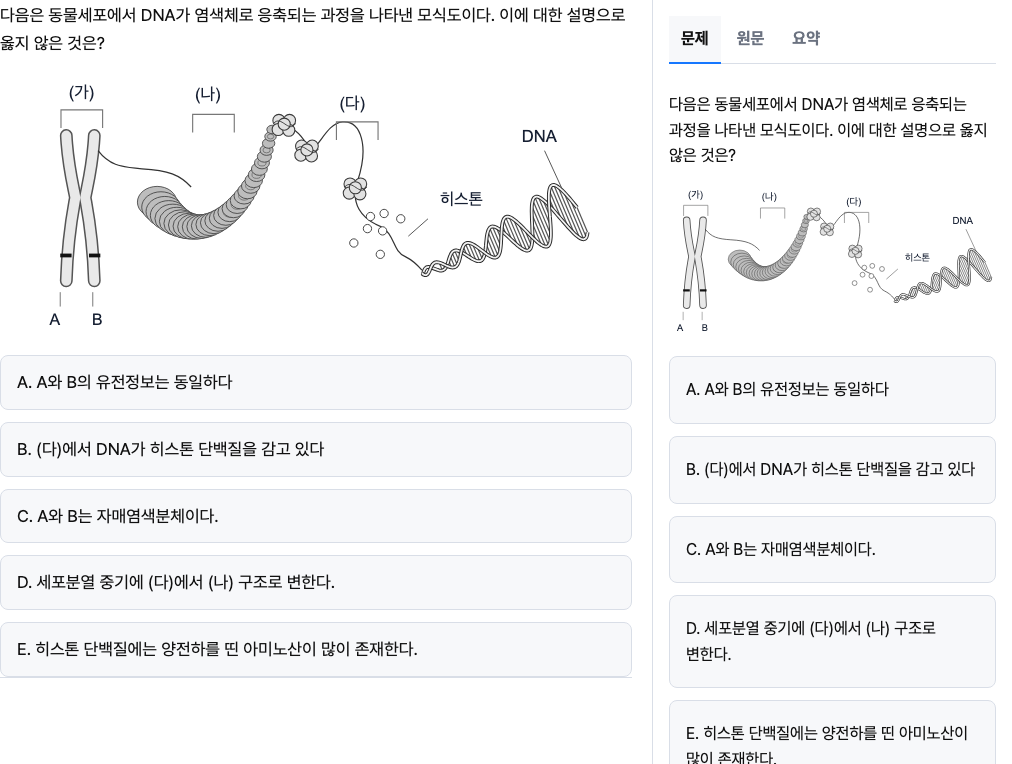 다음은 동물세포에서 DNA가 염색체로 응축되는 과정을 나타낸 모식도이다. 이에 대한 설명으로
옳지 않은 것은?
(가)
(나)
(다)
DNA
히스톤
A
B
A. A와 B의 유전정보는 동일하다
B. (다)에서 DNA가 히스톤 단백질을 감고 있다
C. A와 B는 자매염색분체이다.
D. 세포분열 중기에 (다)에서 (나) 구조로 변한다.
E. 히스톤 단백질에는 양전하를 띤 아미노산이 많이 존재한다.
문제 원문 요약
다음은 동물세포에서 DNA가 염색체로 응축되는
과정을 나타낸 모식도이다. 이에 대한 설명으로 옳지
않은 것은?
(가)
(나)
(다)
DNA
히스톤
A
B
A. A와 B의 유전정보는 동일하다
B. (다)에서 DNA가 히스톤 단백질을 감고 있다
C. A와 B는 자매염색분체이다.
D. 세포분열 중기에 (다)에서 (나) 구조로
변한다.
E. 히스톤 단백질에는 양전하를 띤 아미노산이
많이 존재한다.